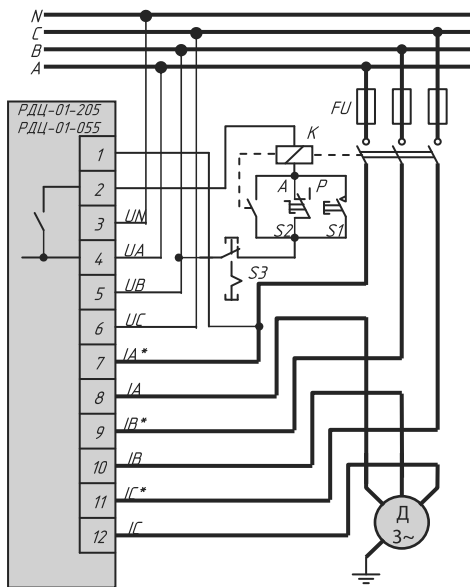 N
C
B
A
РДЦ-01-205
РДЦ-01-055
FU
K
1
2
A
P
3
UN
S2
S1
4
UA
S3
5
UB
6
UC
7
IA*
8
IA
9
IB*
10
IB
11
IC*
12
IC
Д
3~